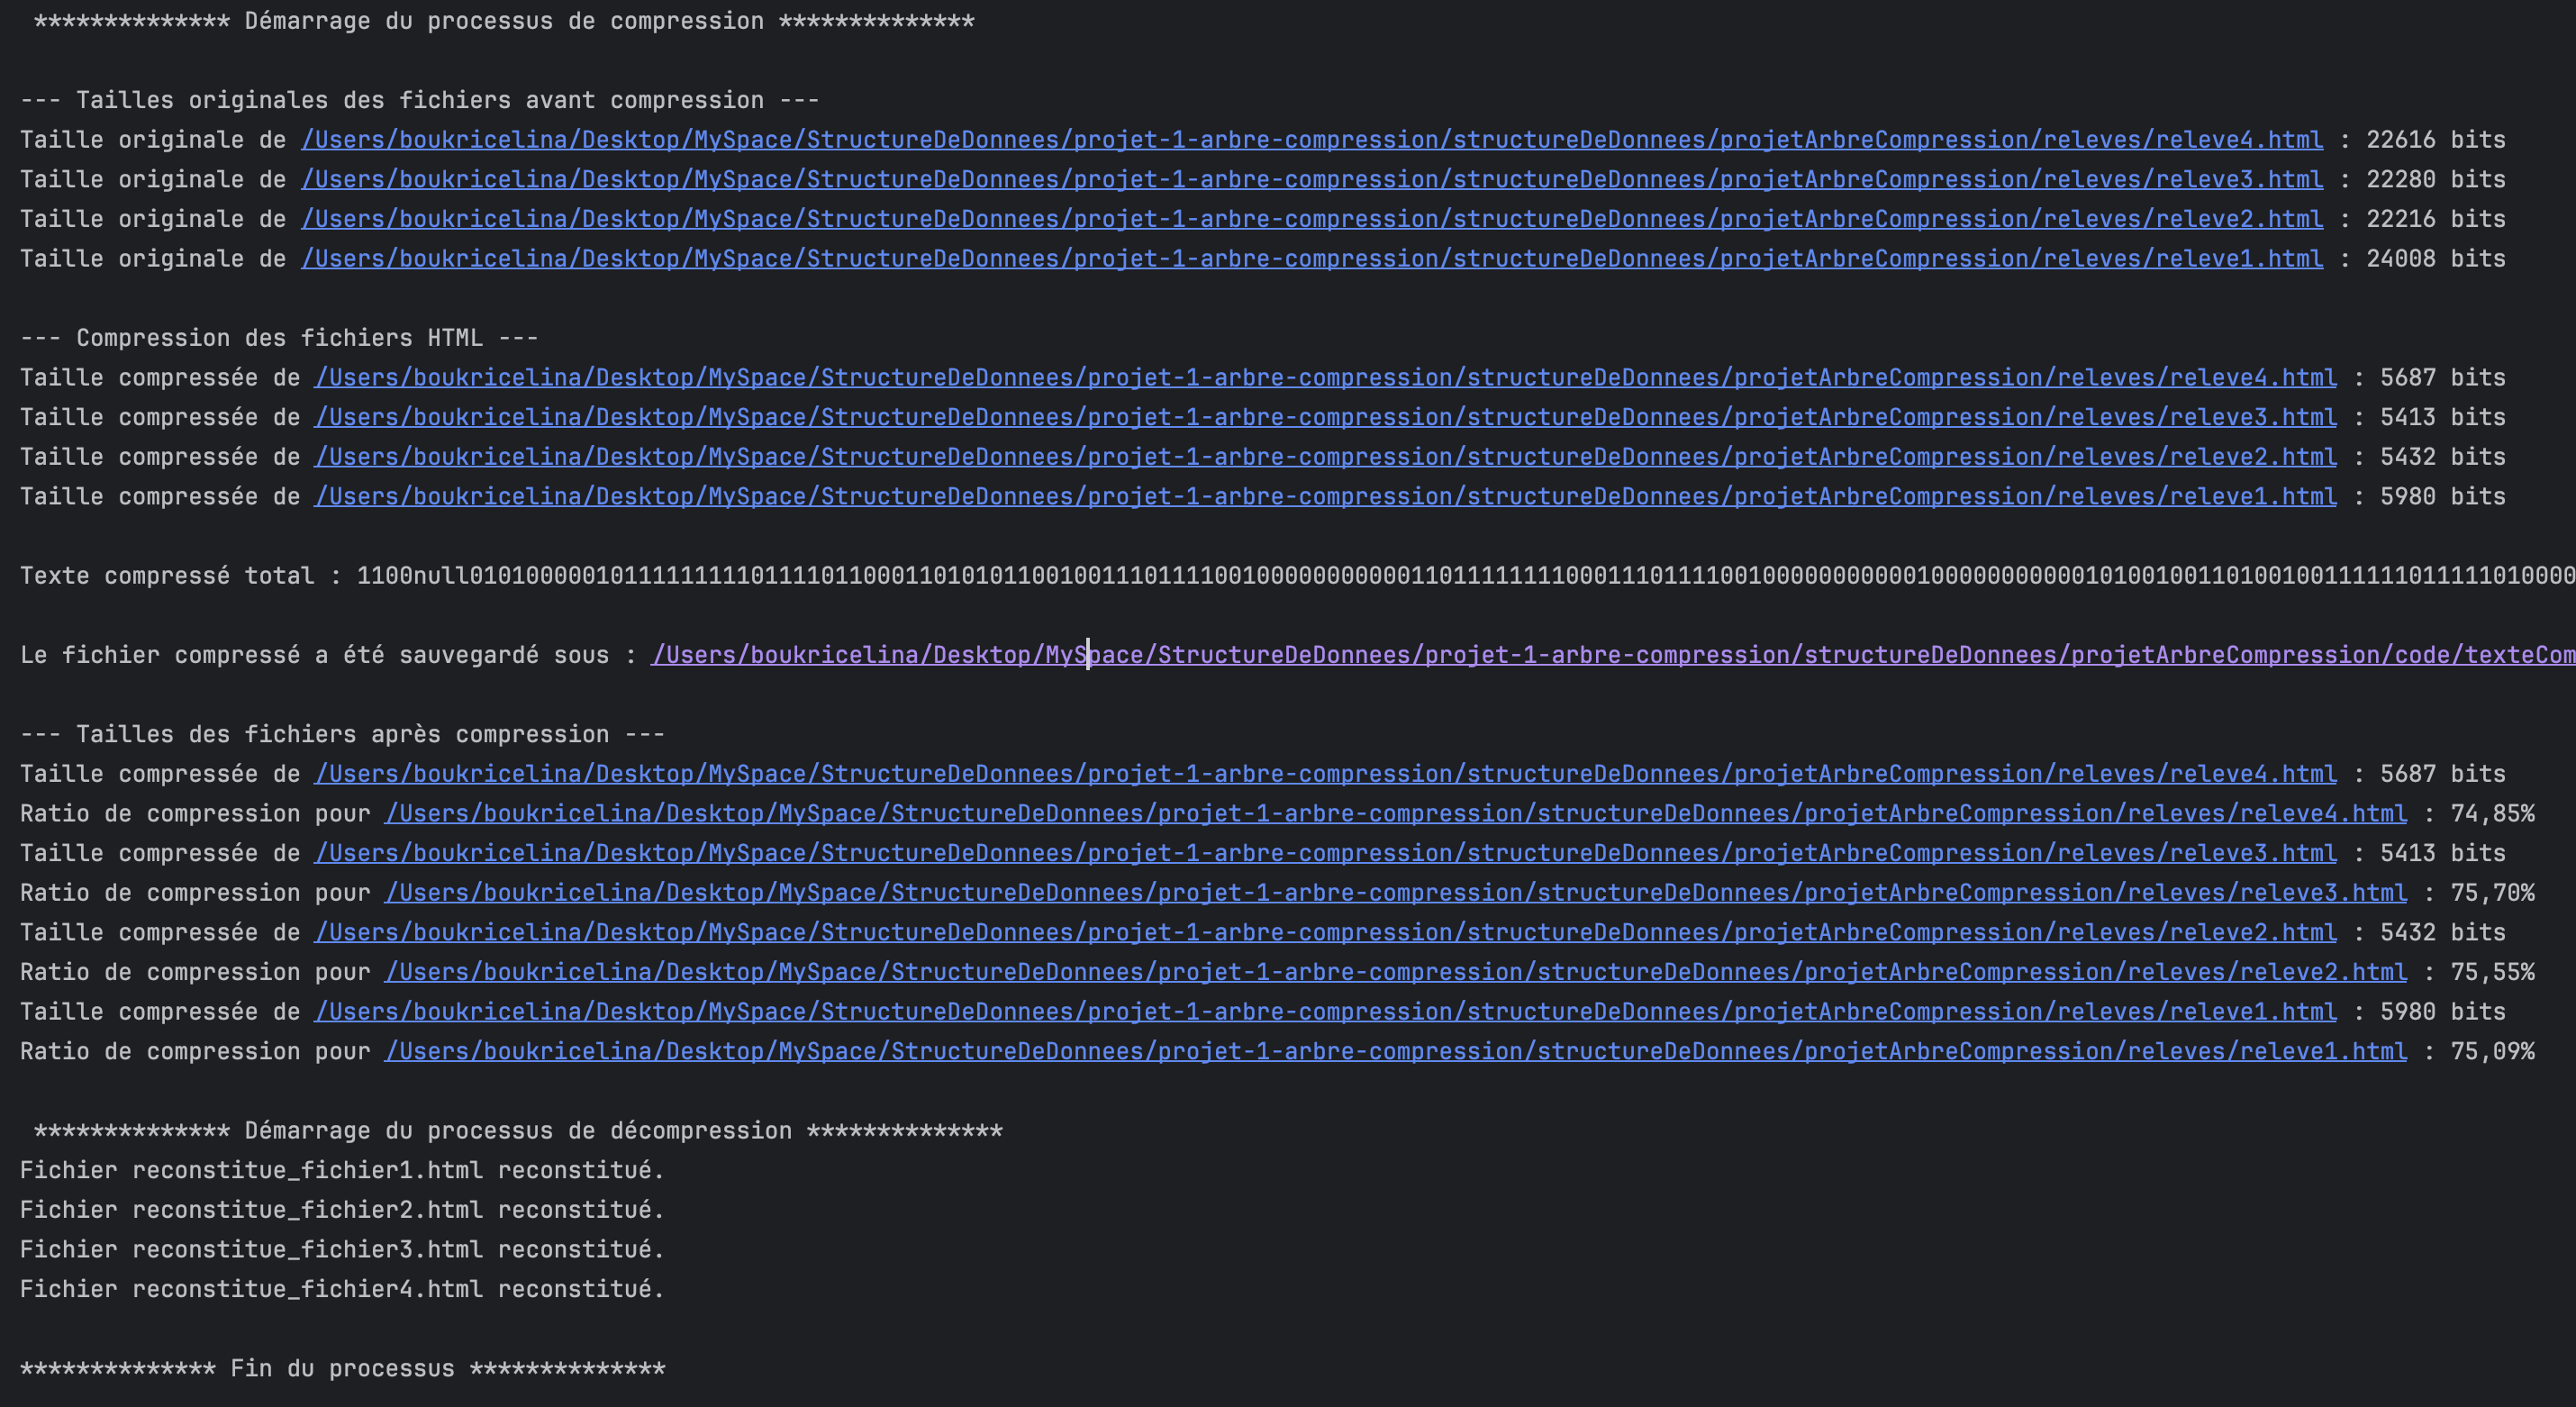 ************** Démarrage du processus de compression **************
--- Tailles originales des fichiers avant compression ---
Taille originale de /Users/boukricelina/Desktop/MySpace/StructureDeDonnees/projet-1-arbre-compression/structureDeDonnees/projetArbreCompression/releves/releve4.html : 22616 bits
Taille originale de /Users/boukricelina/Desktop/MySpace/StructureDeDonnees/projet-1-arbre-compression/structureDeDonnees/projetArbreCompression/releves/releve3.html : 22280 bits
Taille originale de /Users/boukricelina/Desktop/MySpace/StructureDeDonnees/projet-1-arbre-compression/structureDeDonnees/projetArbreCompression/releves/releve2.html : 22216 bits
Taille originale de /Users/boukricelina/Desktop/MySpace/StructureDeDonnees/projet-1-arbre-compression/structureDeDonnees/projetArbreCompression/releves/releve1.html : 24008 bits
--- Compression des fichiers HTML ---
Taille compressée de /Users/boukricelina/Desktop/MySpace/StructureDeDonnees/projet-1-arbre-compression/structureDeDonnees/projetArbreCompression/releves/releve4.html : 5687 bits
Taille compressée de /Users/boukricelina/Desktop/MySpace/StructureDeDonnees/projet-1-arbre-compression/structureDeDonnees/projetArbreCompression/releves/releve3.html : 5413 bits
Taille compressée de /Users/boukricelina/Desktop/MySpace/StructureDeDonnees/projet-1-arbre-compression/structureDeDonnees/projetArbreCompression/releves/releve2.html : 5432 bits
Taille compressée de /Users/boukricelina/Desktop/MySpace/StructureDeDonnees/projet-1-arbre-compression/structureDeDonnees/projetArbreCompression/releves/releve1.html : 5980 bits
Texte compressé total :
Le fichier compressé a été sauvegardé sous : /Users/boukricelina/Desktop/MySpace/StructureDeDonnees/projet-1-arbre-compression/structureDeDonnees/projetArbreCompression/code/texteCom
--- Tailles des fichiers après compression ---
Taille compressée de /Users/boukricelina/Desktop/MySpace/StructureDeDonnees/projet-1-arbre-compression/structureDeDonnees/projetArbreCompression/releves/releve4.html : 5687 bits
Ratio de compression pour /Users/boukricelina/Desktop/MySpace/StructureDeDonnees/projet-1-arbre-compression/structureDeDonnees/projetArbreCompression/releves/releve4.html : 74,85%
Taille compressée de /Users/boukricelina/Desktop/MySpace/StructureDeDonnees/projet-1-arbre-compression/structureDeDonnees/projetArbreCompression/releves/releve3.html : 5413 bits
Ratio de compression pour /Users/boukricelina/Desktop/MySpace/StructureDeDonnees/projet-1-arbre-compression/structureDeDonnees/projetArbreCompression/releves/releve3.html : 75,70%
Taille compressée de /Users/boukricelina/Desktop/MySpace/StructureDeDonnees/projet-1-arbre-compression/structureDeDonnees/projetArbreCompression/releves/releve2.html : 5432 bits
Ratio de compression pour /Users/boukricelina/Desktop/MySpace/StructureDeDonnees/projet-1-arbre-compression/structureDeDonnees/projetArbreCompression/releves/releve2.html : 75,55%
Taille compressée de /Users/boukricelina/Desktop/MySpace/StructureDeDonnees/projet-1-arbre-compression/structureDeDonnees/projetArbreCompression/releves/releve1.html : 5980 bits
Ratio de compression pour /Users/boukricelina/Desktop/MySpace/StructureDeDonnees/projet-1-arbre-compression/structureDeDonnees/projetArbreCompression/releves/releve1.html : 75,09%
************** Démarrage du processus de décompression **************
Fichier reconstitue_fichier1.html reconstitué.
Fichier reconstitue_fichier2.html reconstitué.
Fichier reconstitue_fichier3.html reconstitué.
Fichier reconstitue_fichier4.html reconstitué.
************** Fin du processus **************